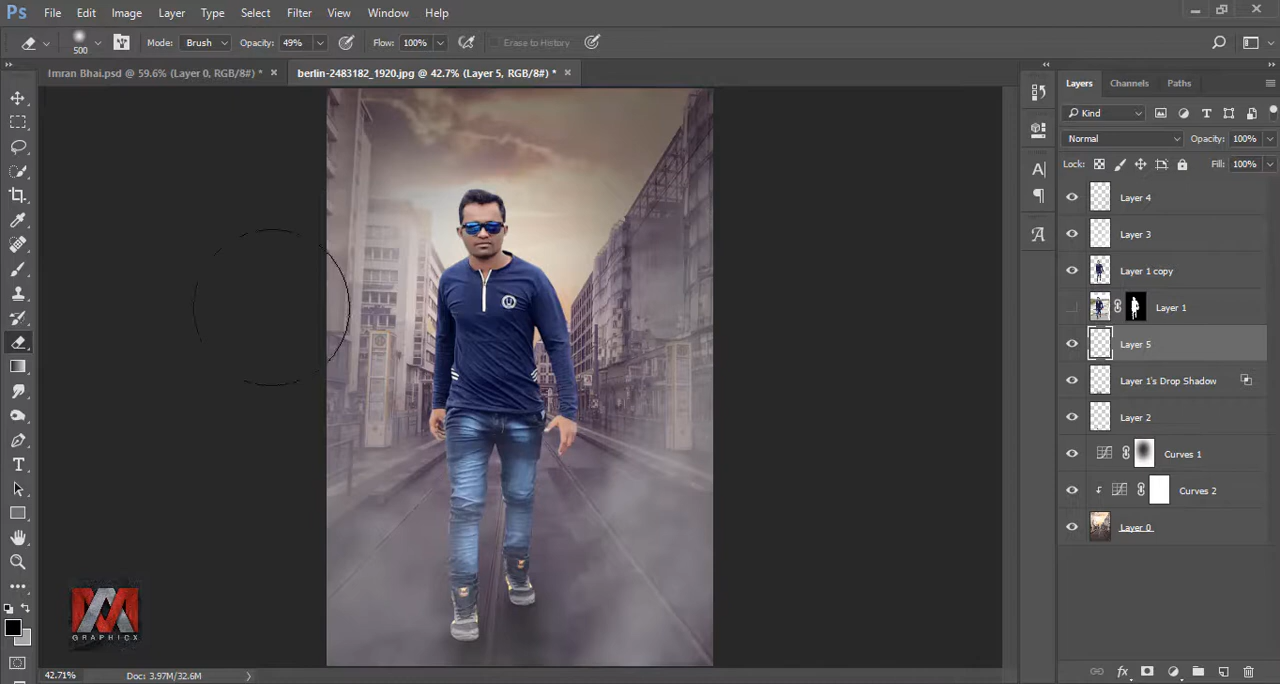 Ps File Edit Image Layer Type Select Filter View Window Help
500 Mode: Brush Opacity: 49% Flow: 100% Erase to History
Imran Bhai.psd @ 59.6% (Layer 0, RGB/8#) * × berlin-2483182_1920.jpg @ 42.7% (Layer 5, RGB/8#) * ×
Layers Channels Paths
Kind
Normal Opacity: 100%
Lock: Fill: 100%
Layer 4
Layer 3
Layer 1 copy
Layer 1
Layer 5
Layer 1's Drop Shadow
Layer 2
Curves 1
Curves 2
Layer 0
GRAPHICX
42.71% Doc: 3.97M/32.6M